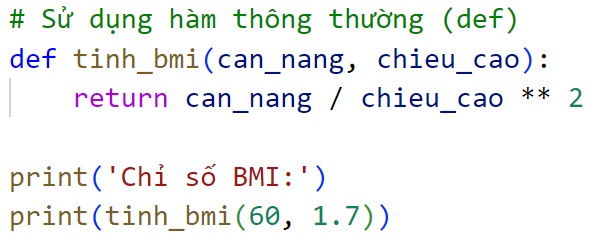 # Sử dụng hàm thông thường (def)
def tinh_bmi(can_nang, chieu_cao):
    return can_nang / chieu_cao ** 2

print('Chỉ số BMI:')
print(tinh_bmi(60, 1.7))